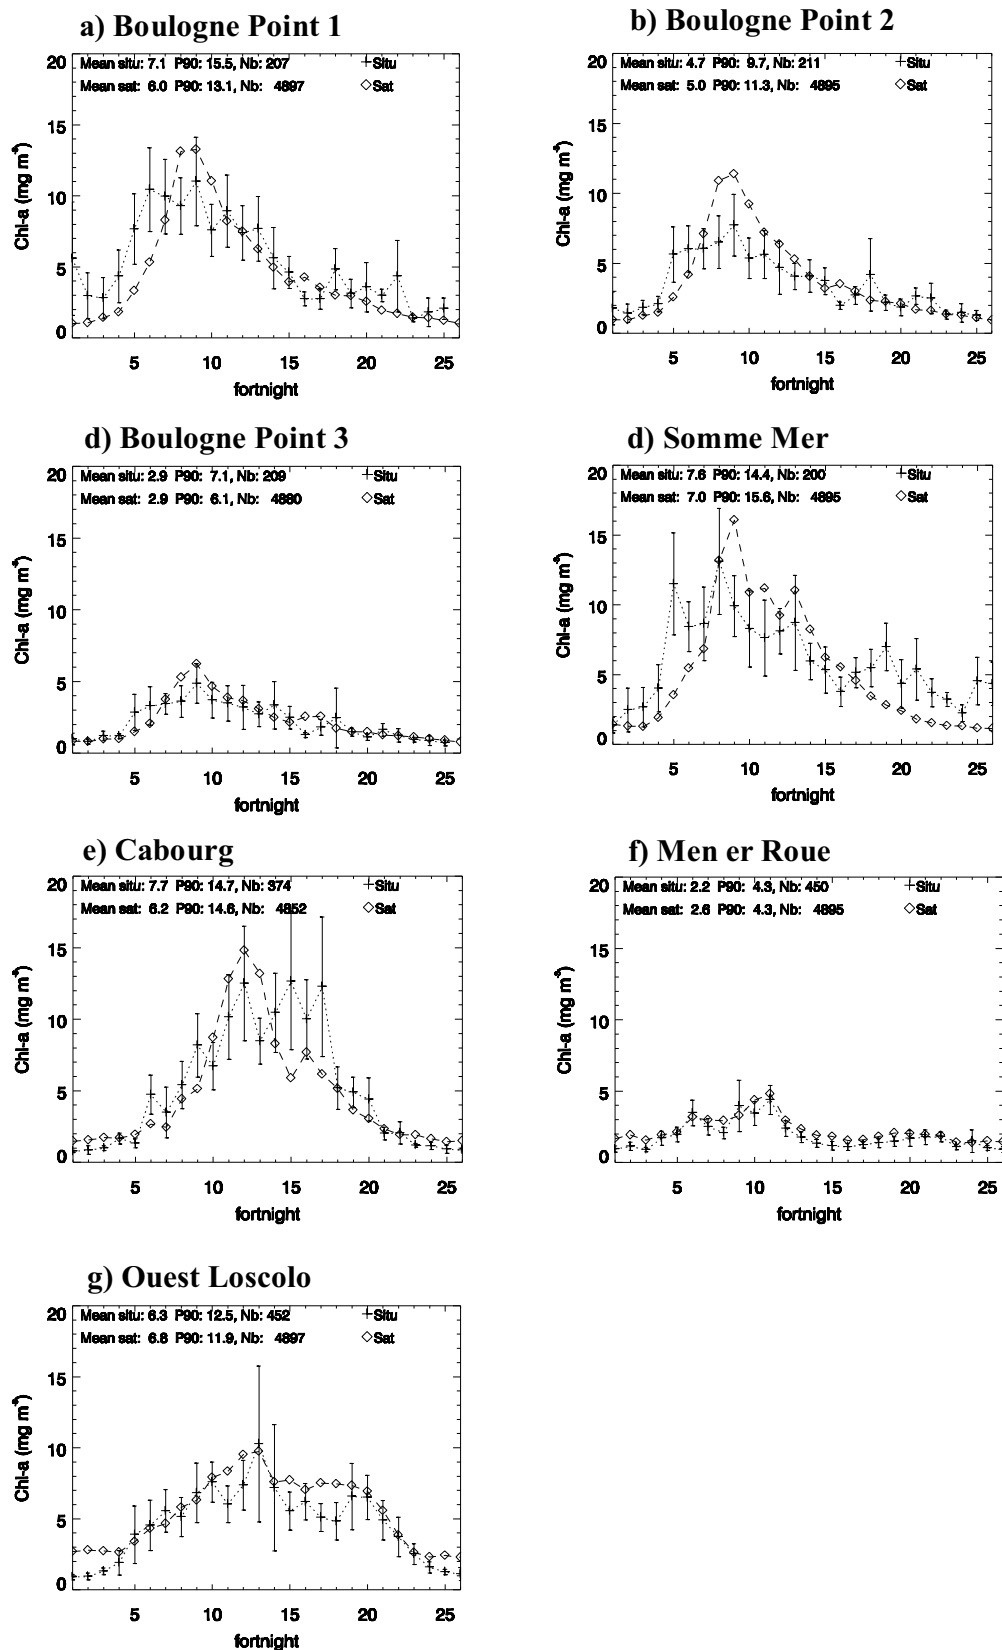 a) Boulogne Point 1
Mean situ: 7.1 P90: 15.5, Nb: 207
Situ
Mean sat: 6.0 P90: 13.1, Nb: 4897
Sat
Chl-a (mg m⁻³)
20
15
10
5
0
5 10 15 20 25
fortnight
b) Boulogne Point 2
Mean situ: 4.7 P90: 9.7, Nb: 211
Situ
Mean sat: 5.0 P90: 11.3, Nb: 4895
Sat
Chl-a (mg m⁻³)
20
15
10
5
0
5 10 15 20 25
fortnight
d) Boulogne Point 3
Mean situ: 2.9 P90: 7.1, Nb: 209
Situ
Mean sat: 2.9 P90: 6.1, Nb: 4880
Sat
Chl-a (mg m⁻³)
20
15
10
5
0
5 10 15 20 25
fortnight
d) Somme Mer
Mean situ: 7.6 P90: 14.4, Nb: 200
Situ
Mean sat: 7.0 P90: 15.6, Nb: 4895
Sat
Chl-a (mg m⁻³)
20
15
10
5
0
5 10 15 20 25
fortnight
e) Cabourg
Mean situ: 7.7 P90: 14.7, Nb: 374
Situ
Mean sat: 6.2 P90: 14.6, Nb: 4852
Sat
Chl-a (mg m⁻³)
20
15
10
5
0
5 10 15 20 25
fortnight
f) Men er Roue
Mean situ: 2.2 P90: 4.3, Nb: 450
Situ
Mean sat: 2.6 P90: 4.3, Nb: 4895
Sat
Chl-a (mg m⁻³)
20
15
10
5
0
5 10 15 20 25
fortnight
g) Ouest Loscolo
Mean situ: 6.3 P90: 12.5, Nb: 452
Situ
Mean sat: 6.8 P90: 11.9, Nb: 4897
Sat
Chl-a (mg m⁻³)
20
15
10
5
0
5 10 15 20 25
fortnight